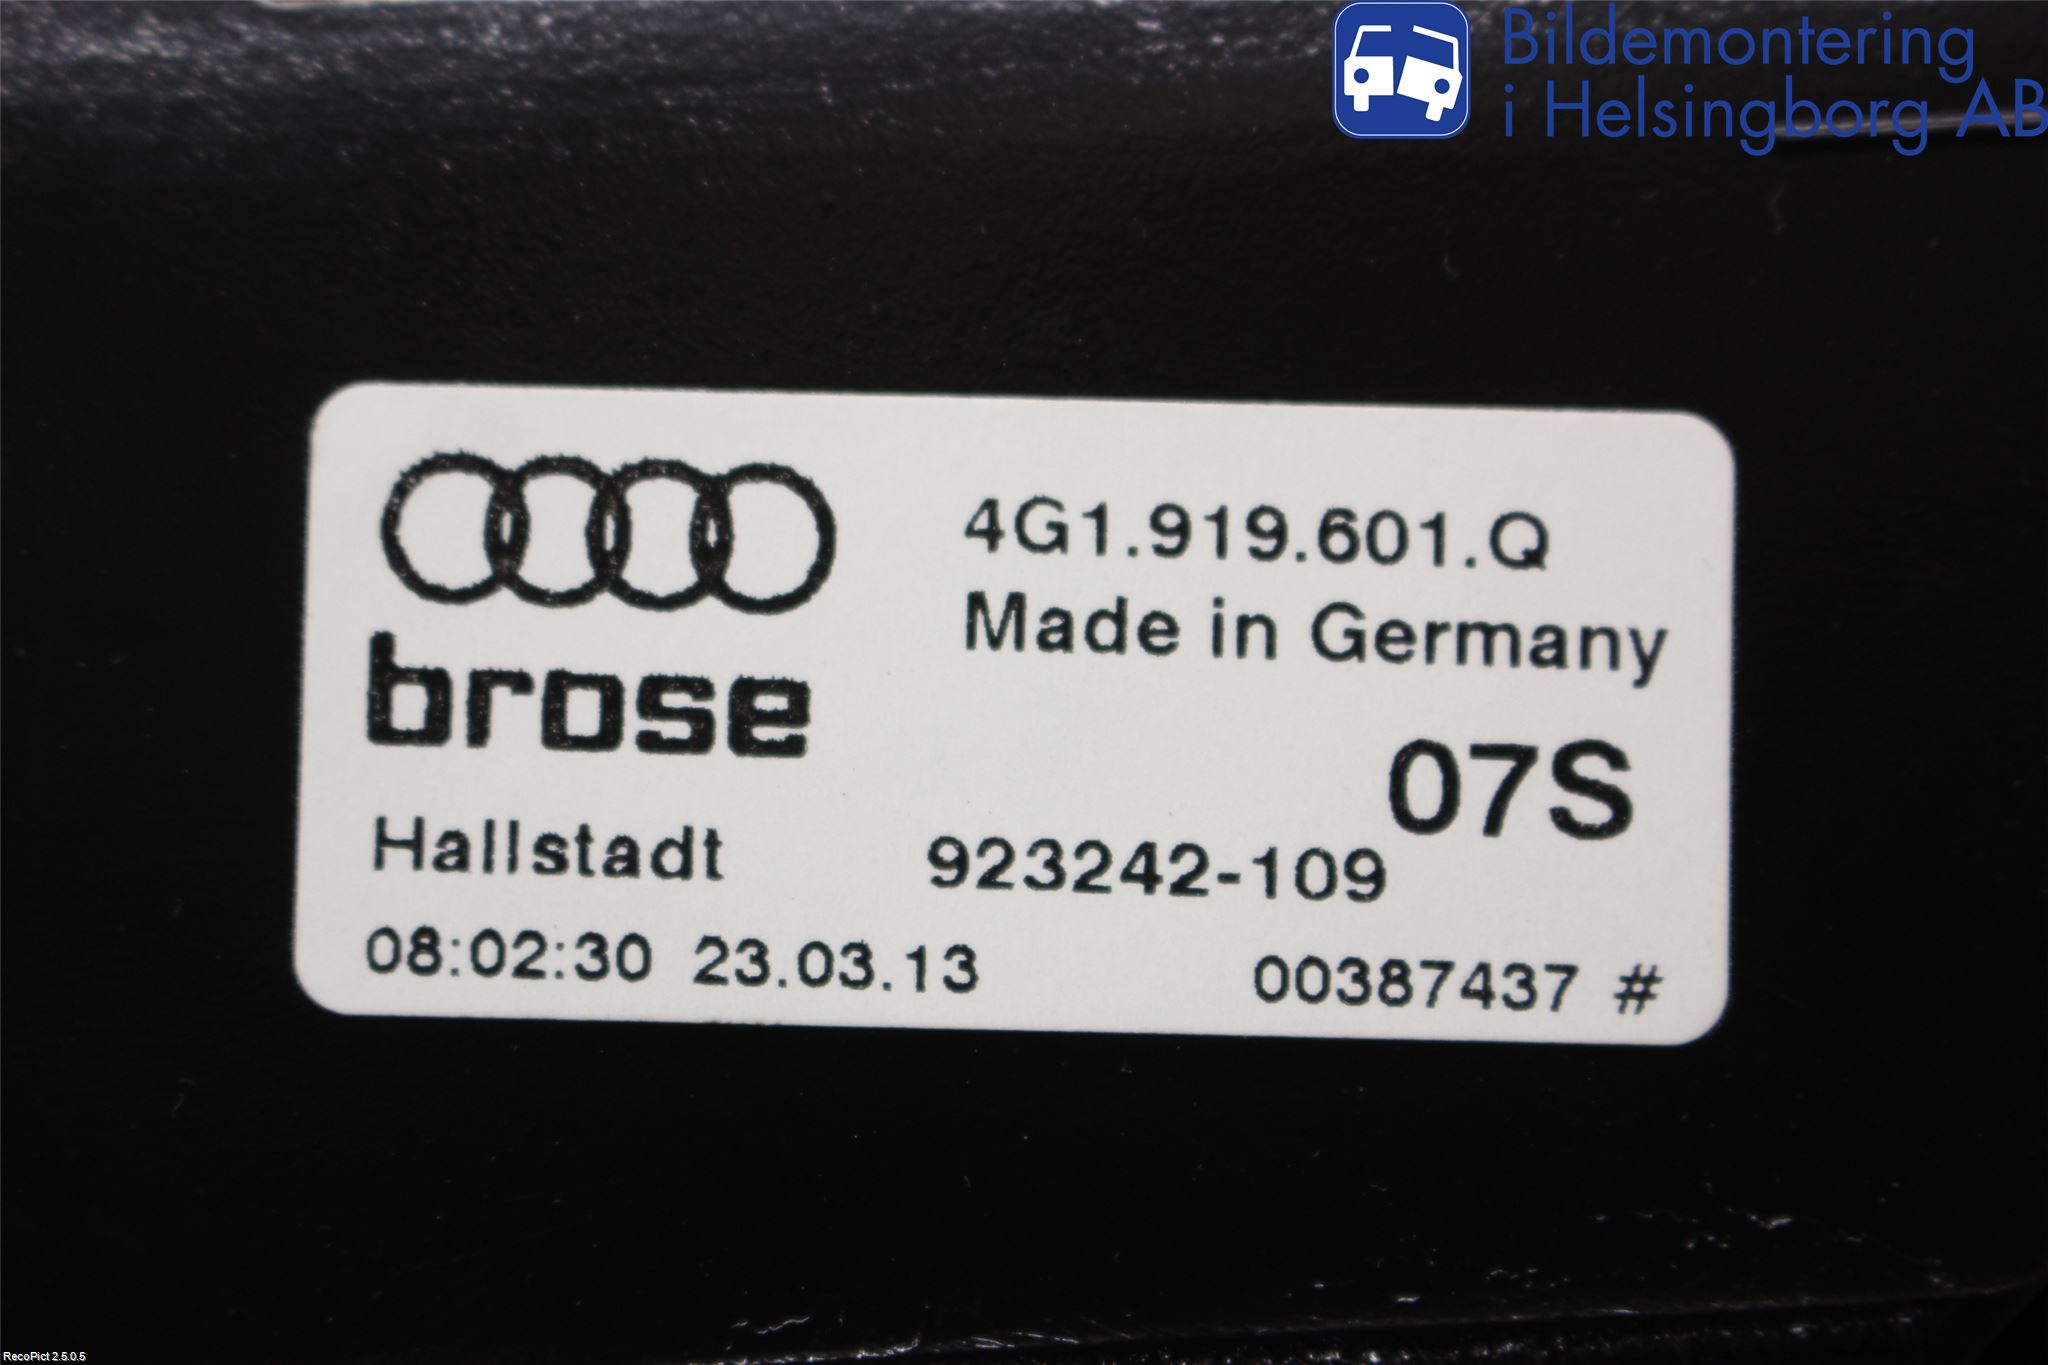 Bildemontering
i Helsingborg AB
4G1.919.601.Q
Made in Germany
brose
07S
Hallstadt 923242-109
08:02:30 23.03.13 00387437 #
RecoPict 2.5.0.5